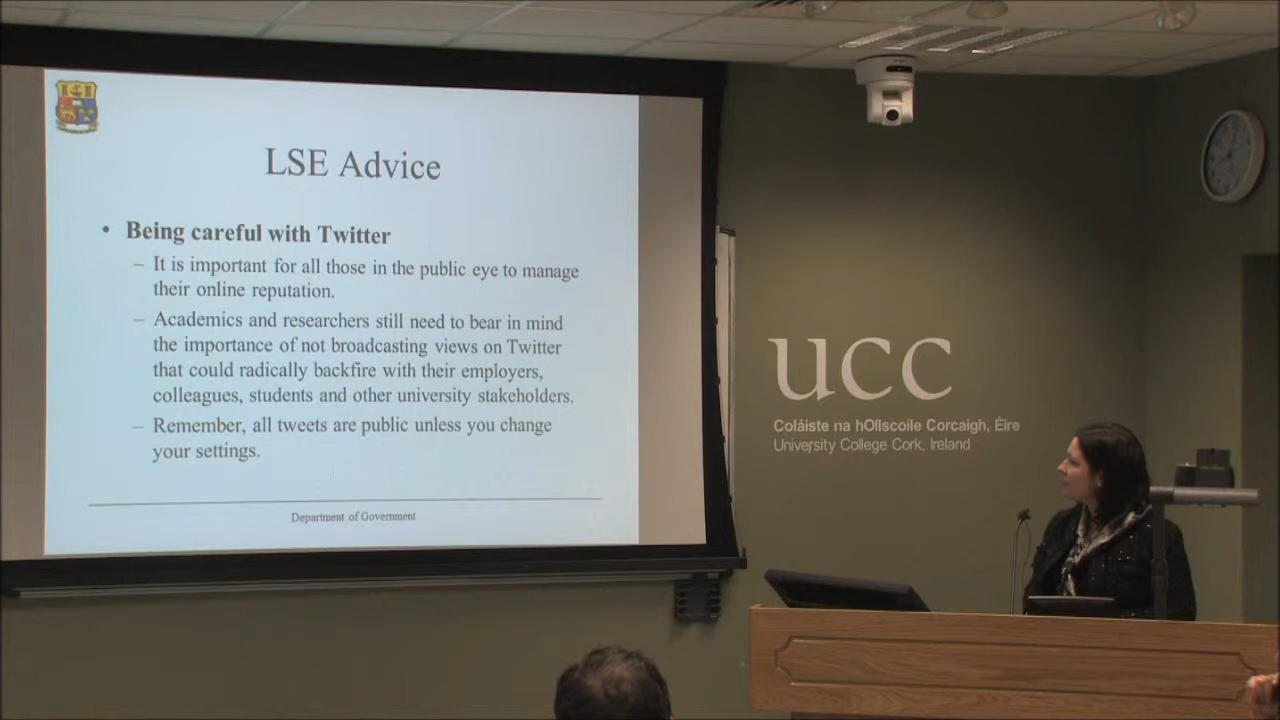 LSE Advice
• Being careful with Twitter
– It is important for all those in the public eye to manage
their online reputation.
– Academics and researchers still need to bear in mind
the importance of not broadcasting views on Twitter
that could radically backfire with their employers,
colleagues, students and other university stakeholders.
– Remember, all tweets are public unless you change
your settings.
Department of Government
UCC
Coláiste na hOllscoile Corcaigh, Éire
University College Cork, Ireland